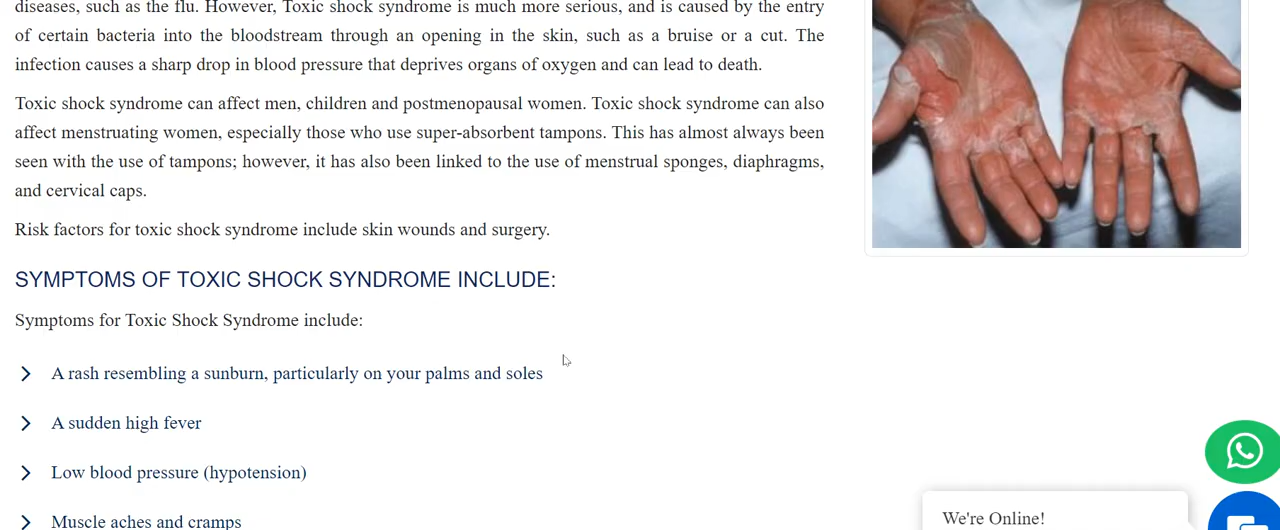 diseases, such as the flu. However, Toxic shock syndrome is much more serious, and is caused by the entry
of certain bacteria into the bloodstream through an opening in the skin, such as a bruise or a cut. The
infection causes a sharp drop in blood pressure that deprives organs of oxygen and can lead to death.
Toxic shock syndrome can affect men, children and postmenopausal women. Toxic shock syndrome can also
affect menstruating women, especially those who use super-absorbent tampons. This has almost always been
seen with the use of tampons; however, it has also been linked to the use of menstrual sponges, diaphragms,
and cervical caps.
Risk factors for toxic shock syndrome include skin wounds and surgery.
SYMPTOMS OF TOXIC SHOCK SYNDROME INCLUDE:
Symptoms for Toxic Shock Syndrome include:
A rash resembling a sunburn, particularly on your palms and soles
A sudden high fever
Low blood pressure (hypotension)
Muscle aches and cramps
We're Online!